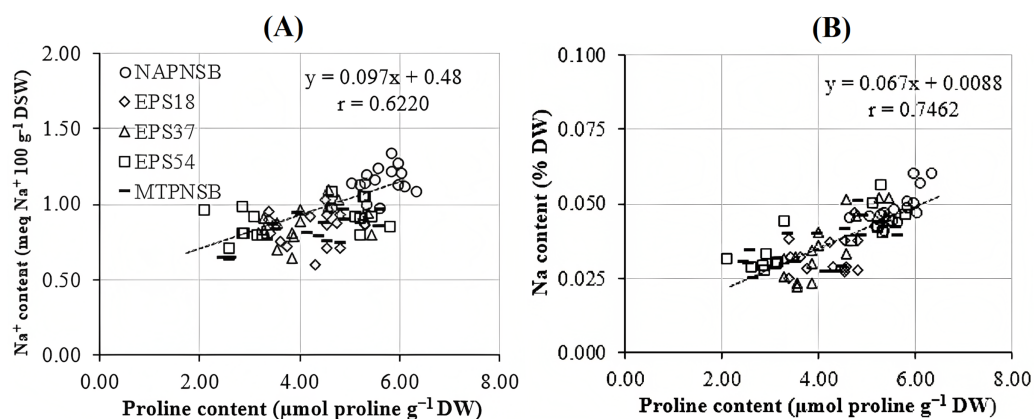 (A)
2.00
1.50
1.00
0.50
0.00
0.00 2.00 4.00 6.00 8.00
Na⁺ content (meq Na⁺ 100 g⁻¹ DSW)
NAPNSB
EPS18
EPS37
EPS54
MTPNSB
y = 0.097x + 0.48
r = 0.6220
Proline content (µmol proline g⁻¹ DW)
(B)
0.100
0.075
0.050
0.025
0.000
0.00 2.00 4.00 6.00 8.00
Na content (% DW)
y = 0.067x + 0.0088
r = 0.7462
Proline content (µmol proline g⁻¹ DW)